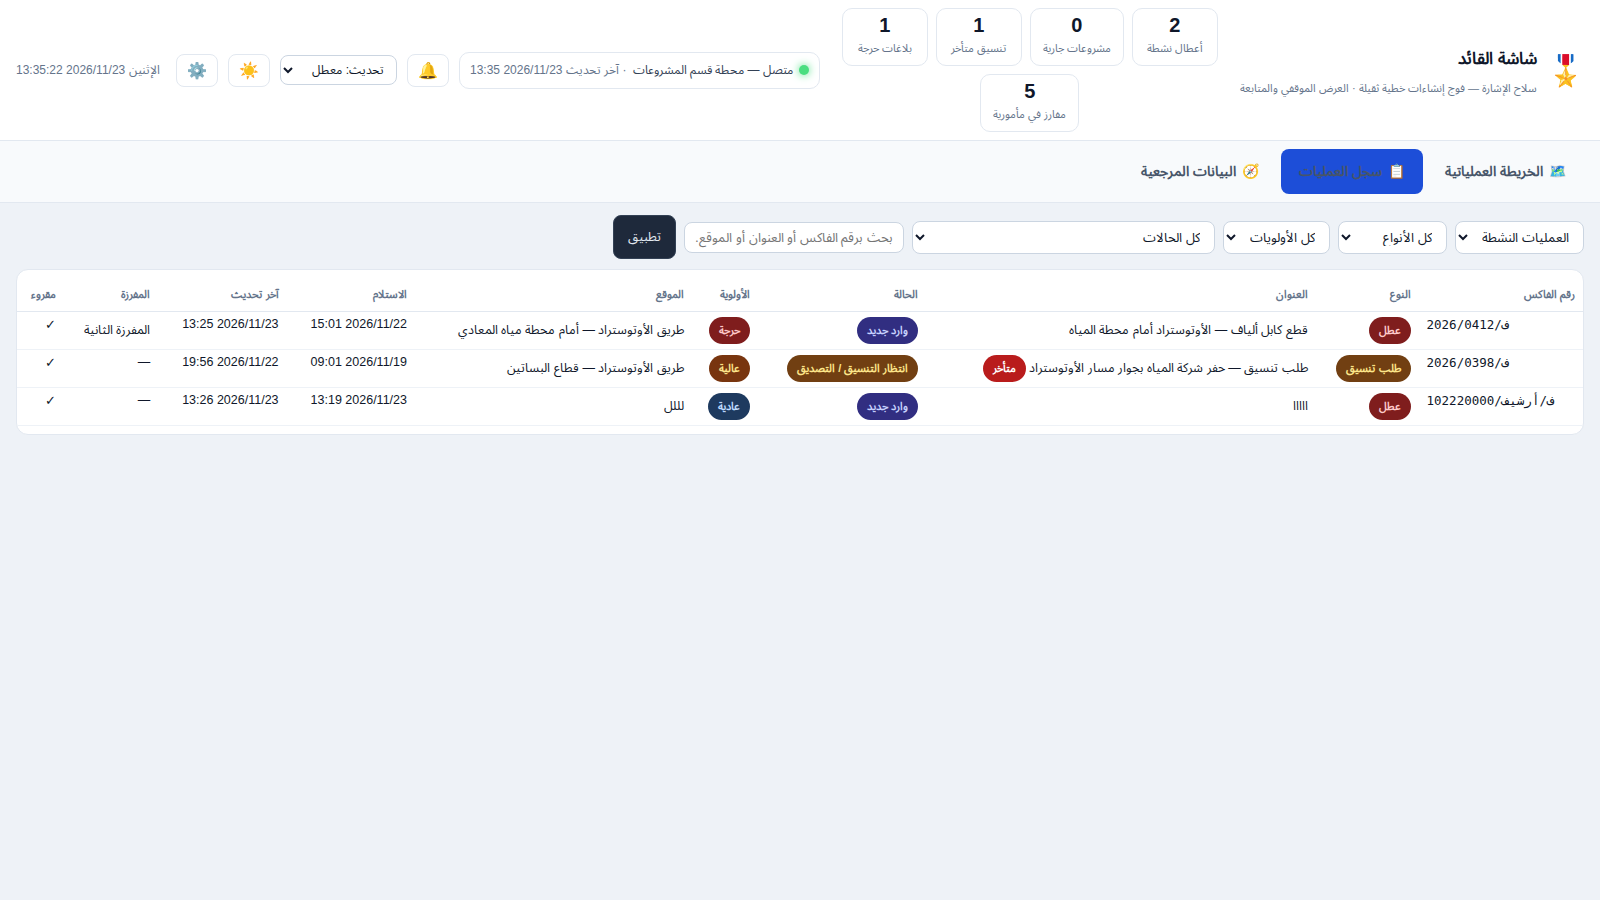 شاشة القائد
سلاح الإشارة — فوج إنشاءات خطية ثقيلة · العرض الموقفي والمتابعة
2
أعطال نشطة
0
مشروعات جارية
1
تنسيق متأخر
1
بلاغات حرجة
5
مفارز في مأمورية
متصل — محطة قسم المشروعات · آخر تحديث 2026/11/23 13:35
تحديث: معطل
الإثنين 2026/11/23 13:35:22
الخريطة العملياتية
سجل العمليات
البيانات المرجعية
العمليات النشطة
كل الأنواع
كل الأولويات
كل الحالات
بحث برقم الفاكس أو العنوان أو الموقع.
تطبيق
رقم الفاكس النوع العنوان الحالة الأولوية الموقع الاستلام آخر تحديث المفرزة مقروء
ف/2026/0412 عطل قطع كابل ألياف — الأوتوستراد أمام محطة المياه وارد جديد حرجة طريق الأوتوستراد — أمام محطة مياه المعادي 2026/11/22 15:01 2026/11/23 13:25 المفرزة الثانية ✓
ف/2026/0398 طلب تنسيق طلب تنسيق — حفر شركة المياه بجوار مسار الأوتوستراد متأخر انتظار التنسيق / التصديق عالية طريق الأوتوستراد — قطاع البساتين 2026/11/19 09:01 2026/11/22 19:56 — ✓
ف/أرشيف/102220000 عطل ااااا وارد جديد عادية لللل 2026/11/23 13:19 2026/11/23 13:26 — ✓